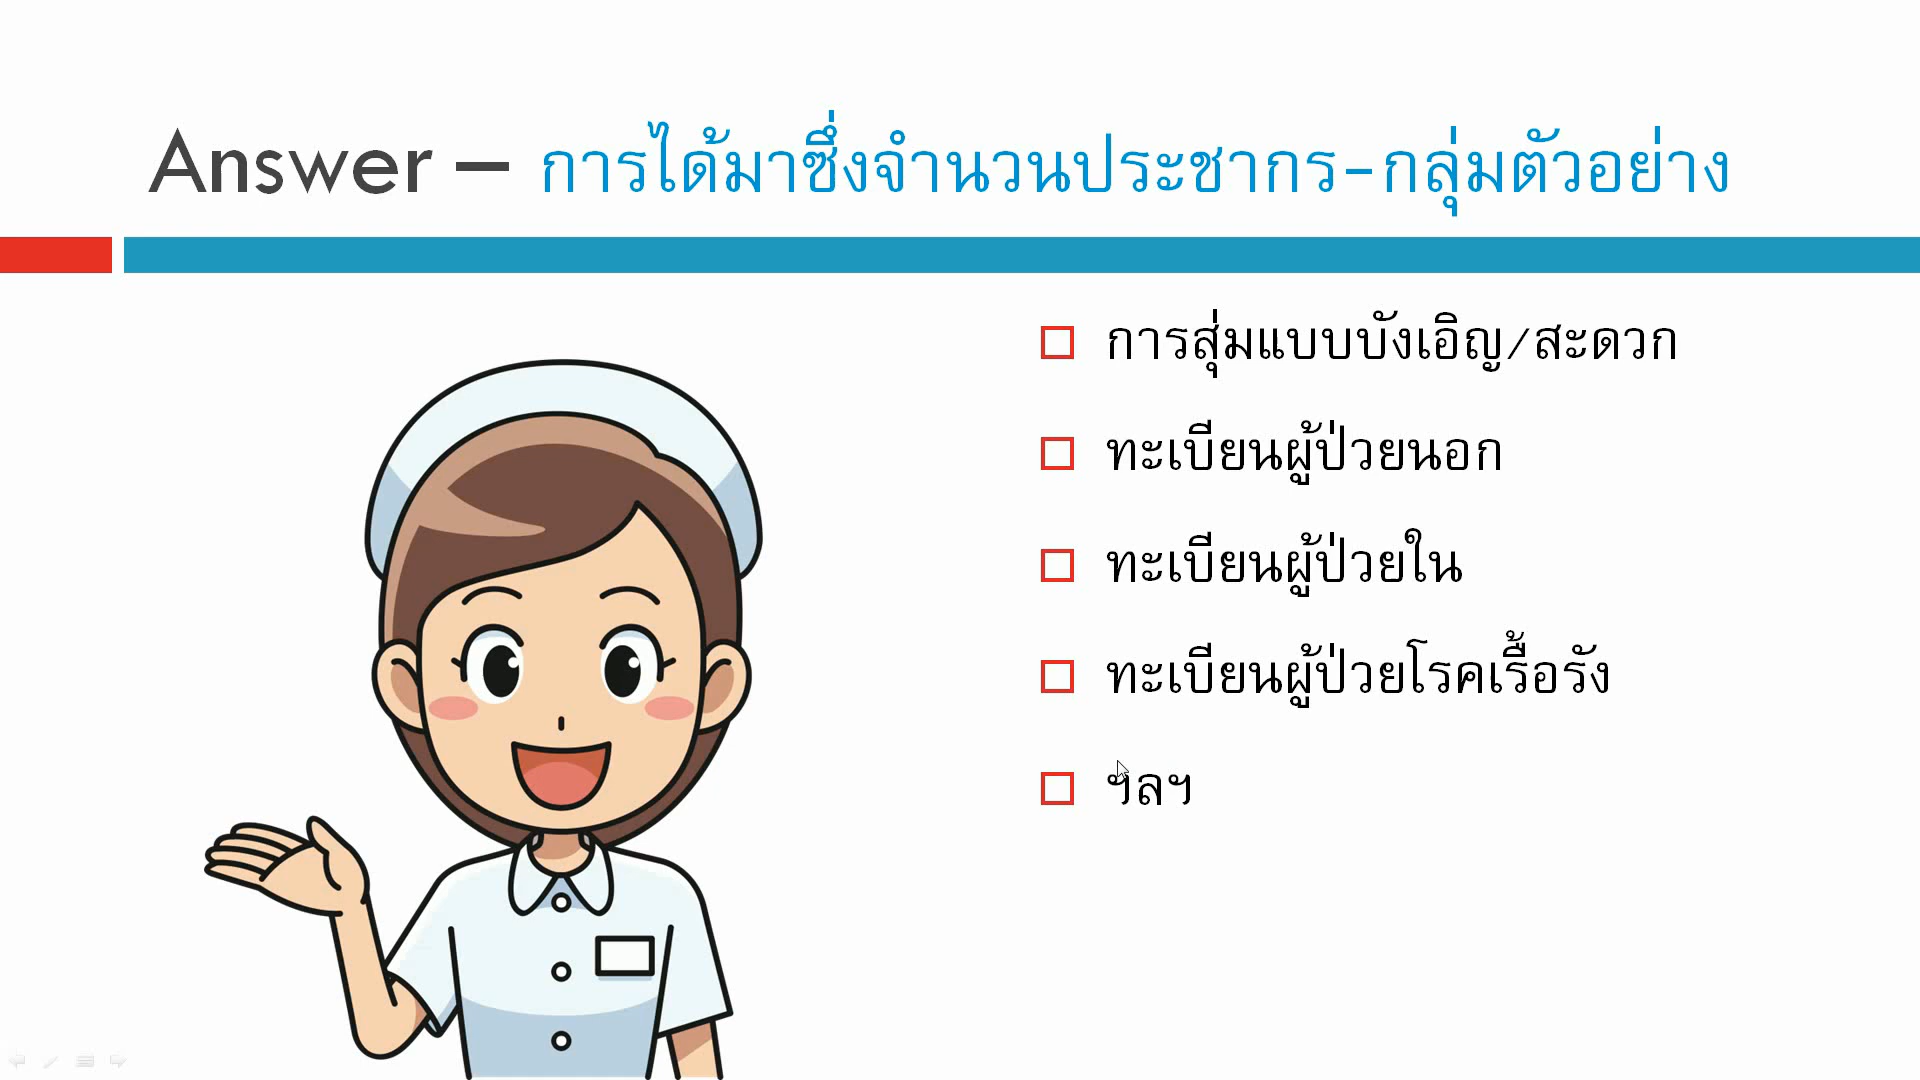 Answer – การได้มาซึ่งจำนวนประชากร-กลุ่มตัวอย่าง
การสุ่มแบบบังเอิญ/สะดวก
ทะเบียนผู้ป่วยนอก
ทะเบียนผู้ป่วยใน
ทะเบียนผู้ป่วยโรคเรื้อรัง
ฯลฯ